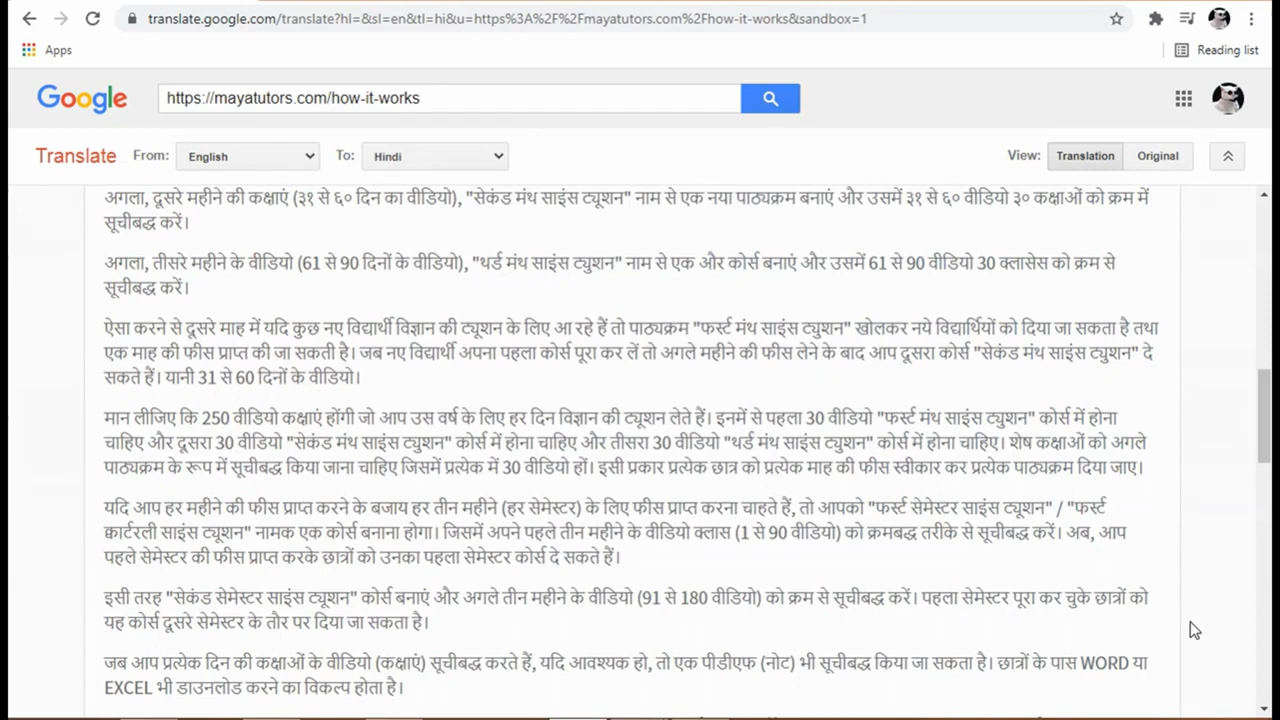 translate.google.com/translate?hl=&sl=en&tl=hi&u=https%3A%2F%2Fmayatutors.com%2Fhow-it-works&sandbox=1
Apps
Reading list
Google
https://mayatutors.com/how-it-works
Translate From: English To: Hindi View: Translation Original
अगला, दूसरे महीने की कक्षाएं (३१ से ६० दिन का वीडियो), "सेकंड मंथ साइंस ट्यूशन" नाम से एक नया पाठ्यक्रम बनाएं और उसमें ३१ से ६० वीडियो ३० कक्षाओं को क्रम में
सूचीबद्ध करें।
अगला, तीसरे महीने के वीडियो (61 से 90 दिनों के वीडियो), "थर्ड मंथ साइंस ट्युशन" नाम से एक और कोर्स बनाएं और उसमें 61 से 90 वीडियो 30 क्लासेस को क्रम से
सूचीबद्ध करें।
ऐसा करने से दूसरे माह में यदि कुछ नए विद्यार्थी विज्ञान की ट्यूशन के लिए आ रहे हैं तो पाठ्यक्रम "फर्स्ट मंथ साइंस ट्युशन" खोलकर नये विद्यार्थियों को दिया जा सकता है तथा
एक माह की फीस प्राप्त की जा सकती है। जब नए विद्यार्थी अपना पहला कोर्स पूरा कर लें तो अगले महीने की फीस लेने के बाद आप दूसरा कोर्स "सेकंड मंथ साइंस ट्युशन" दे
सकते हैं। यानी 31 से 60 दिनों के वीडियो।
मान लीजिए कि 250 वीडियो कक्षाएं होंगी जो आप उस वर्ष के लिए हर दिन विज्ञान की ट्यूशन लेते हैं। इनमें से पहला 30 वीडियो "फर्स्ट मंथ साइंस ट्युशन" कोर्स में होना
चाहिए और दूसरा 30 वीडियो "सेकंड मंथ साइंस ट्युशन" कोर्स में होना चाहिए और तीसरा 30 वीडियो "थर्ड मंथ साइंस ट्युशन" कोर्स में होना चाहिए। शेष कक्षाओं को अगले
पाठ्यक्रम के रूप में सूचीबद्ध किया जाना चाहिए जिसमें प्रत्येक में 30 वीडियो हों। इसी प्रकार प्रत्येक छात्र को प्रत्येक माह की फीस स्वीकार कर प्रत्येक पाठ्यक्रम दिया जाए।
यदि आप हर महीने की फीस प्राप्त करने के बजाय हर तीन महीने (हर सेमेस्टर) के लिए फीस प्राप्त करना चाहते हैं, तो आपको "फर्स्ट सेमेस्टर साइंस ट्यूशन" / "फर्स्ट
क्वार्टरली साइंस ट्यूशन" नामक एक कोर्स बनाना होगा। जिसमें अपने पहले तीन महीने के वीडियो क्लास (1 से 90 वीडियो) को क्रमबद्ध तरीके से सूचीबद्ध करें। अब, आप
पहले सेमेस्टर की फीस प्राप्त करके छात्रों को उनका पहला सेमेस्टर कोर्स दे सकते हैं।
इसी तरह "सेकंड सेमेस्टर साइंस ट्यूशन" कोर्स बनाएं और अगले तीन महीने के वीडियो (91 से 180 वीडियो) को क्रम से सूचीबद्ध करें। पहला सेमेस्टर पूरा कर चुके छात्रों को
यह कोर्स दूसरे सेमेस्टर के तौर पर दिया जा सकता है।
जब आप प्रत्येक दिन की कक्षाओं के वीडियो (कक्षाएं) सूचीबद्ध करते हैं, यदि आवश्यक हो, तो एक पीडीएफ (नोट) भी सूचीबद्ध किया जा सकता है। छात्रों के पास WORD या
EXCEL भी डाउनलोड करने का विकल्प होता है।